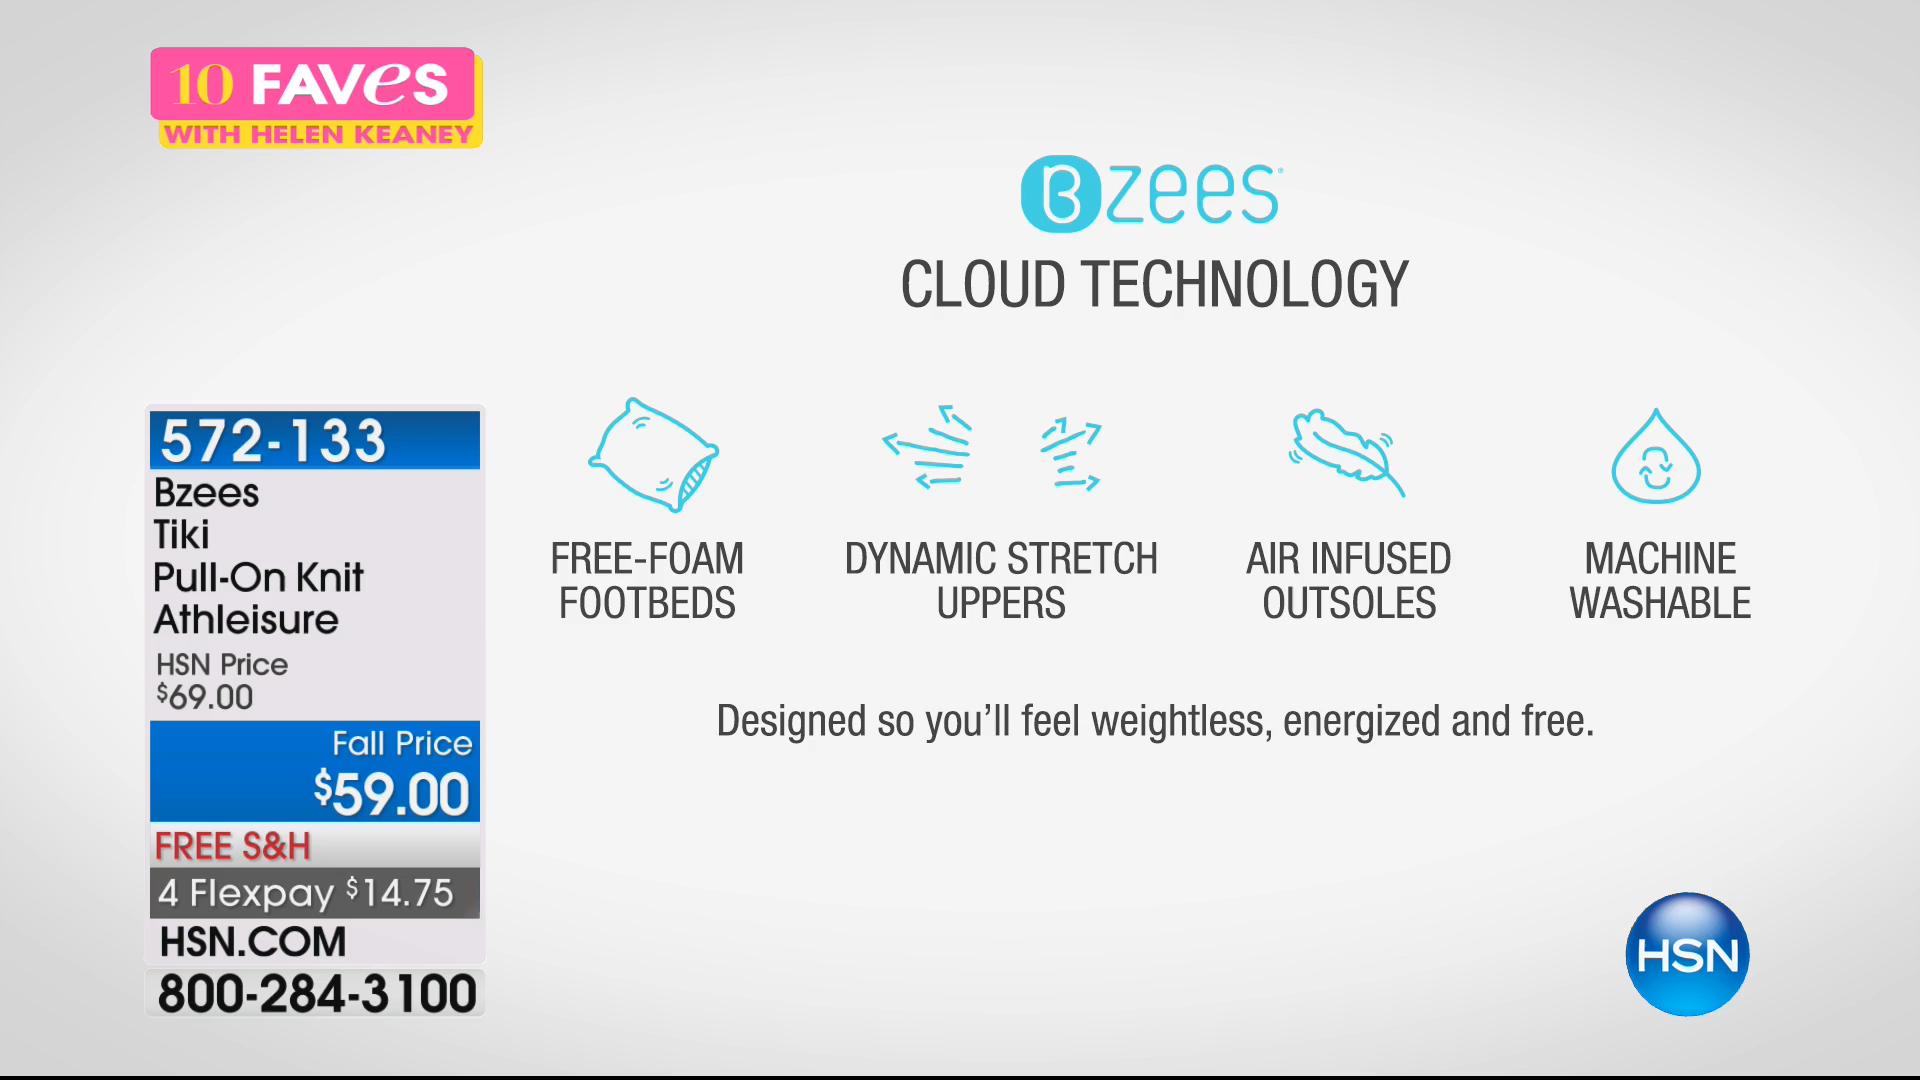 10 FAVeS
WITH HELEN KEANEY
Bzees
CLOUD TECHNOLOGY
FREE-FOAM
FOOTBEDS
DYNAMIC STRETCH
UPPERS
AIR INFUSED
OUTSOLES
MACHINE
WASHABLE
Designed so you'll feel weightless, energized and free.
572-133
Bzees
Tiki
Pull-On Knit
Athleisure
HSN Price
$69.00
Fall Price
$59.00
FREE S&H
4 Flexpay $14.75
HSN.COM
800-284-3100
HSN